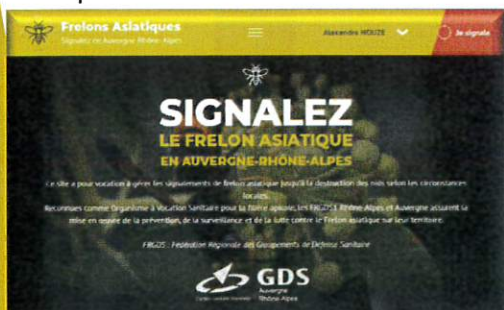 Frelons Asiatiques
Signalez en Auvergne Rhône-Alpes
Alexandre HOUZE
Je signale
SIGNALEZ
LE FRELON ASIATIQUE
EN AUVERGNE-RHÔNE-ALPES
Ce site a pour vocation à gérer les signalements de frelon asiatique jusqu'à la destruction des nids selon les circonstances
locales.
Reconnues comme Organisme à Vocation Sanitaire pour la filière apicole, les FRGDS1 Rhône-Alpes et Auvergne assurent la
mise en œuvre de la prévention, de la surveillance et de la lutte contre le Frelon asiatique sur leur territoire.
FRGDS : Fédération Régionale des Groupements de Défense Sanitaire
GDS
Auvergne
Rhône-Alpes